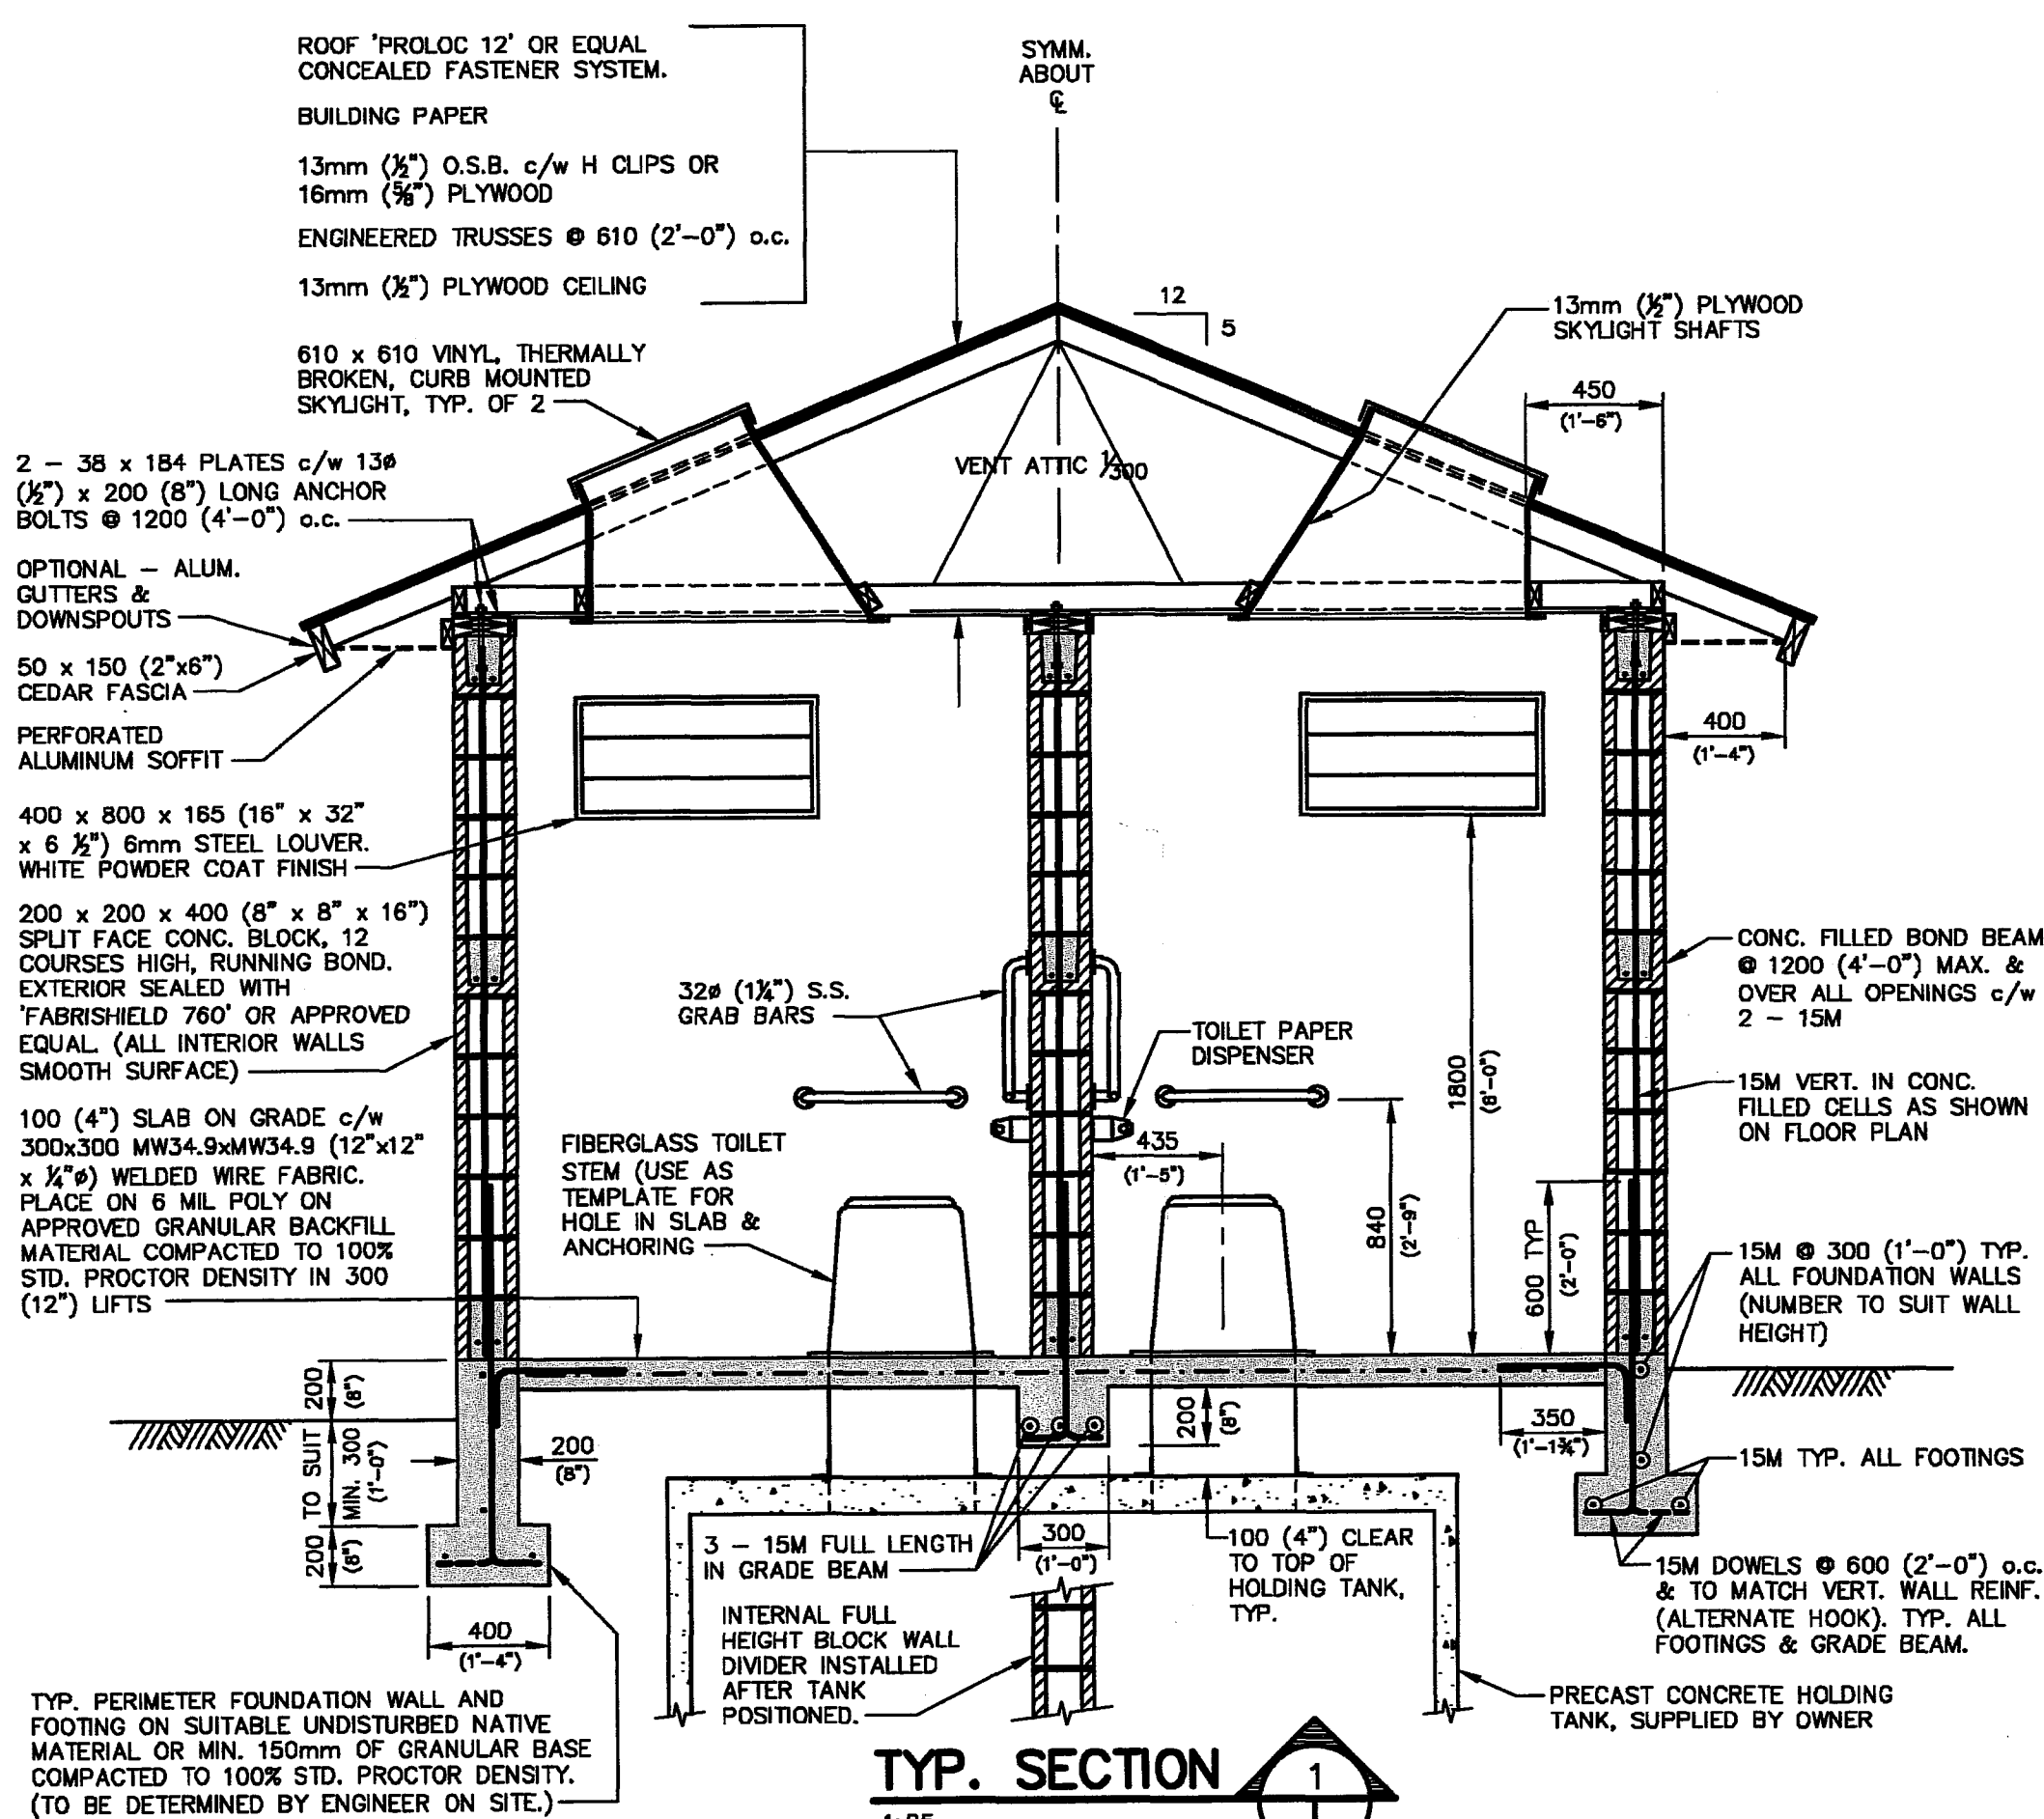 ROOF 'PROLOC 12' OR EQUAL
CONCEALED FASTENER SYSTEM.
BUILDING PAPER
13mm (½") O.S.B. c/w H CLIPS OR
16mm (⅝") PLYWOOD
ENGINEERED TRUSSES @ 610 (2'-0") o.c.
13mm (½") PLYWOOD CEILING
610 x 610 VINYL, THERMALLY
BROKEN, CURB MOUNTED
SKYLIGHT, TYP. OF 2
SYMM.
ABOUT
℄
12
5
13mm (½") PLYWOOD
SKYLIGHT SHAFTS
450
(1'-6")
VENT ATTIC 1/300
2 - 38 x 184 PLATES c/w 13ø
(½") x 200 (8") LONG ANCHOR
BOLTS @ 1200 (4'-0") o.c.
OPTIONAL - ALUM.
GUTTERS &
DOWNSPOUTS
50 x 150 (2"x6")
CEDAR FASCIA
PERFORATED
ALUMINUM SOFFIT
400
(1'-4")
400 x 800 x 165 (16" x 32"
x 6 ½") 6mm STEEL LOUVER.
WHITE POWDER COAT FINISH
200 x 200 x 400 (8" x 8" x 16")
SPLIT FACE CONC. BLOCK, 12
COURSES HIGH, RUNNING BOND.
EXTERIOR SEALED WITH
'FABRISHIELD 760' OR APPROVED
EQUAL. (ALL INTERIOR WALLS
SMOOTH SURFACE)
100 (4") SLAB ON GRADE c/w
300x300 MW34.9xMW34.9 (12"x12"
x ¼"ø) WELDED WIRE FABRIC.
PLACE ON 6 MIL POLY ON
APPROVED GRANULAR BACKFILL
MATERIAL COMPACTED TO 100%
STD. PROCTOR DENSITY IN 300
(12") LIFTS
32ø (1¼") S.S.
GRAB BARS
TOILET PAPER
DISPENSER
435
(1'-5")
FIBERGLASS TOILET
STEM (USE AS
TEMPLATE FOR
HOLE IN SLAB &
ANCHORING
1800
(8'-0")
840
(2'-9")
600 TYP
(2'-0")
CONC. FILLED BOND BEAM
@ 1200 (4'-0") MAX. &
OVER ALL OPENINGS c/w
2 - 15M
15M VERT. IN CONC.
FILLED CELLS AS SHOWN
ON FLOOR PLAN
15M @ 300 (1'-0") TYP.
ALL FOUNDATION WALLS
(NUMBER TO SUIT WALL
HEIGHT)
200
(8")
TO SUIT
MIN. 300
(1'-0")
200
(8")
200
(8")
200
(8")
350
(1'-1¾")
15M TYP. ALL FOOTINGS
3 - 15M FULL LENGTH
IN GRADE BEAM
300
(1'-0")
100 (4") CLEAR
TO TOP OF
HOLDING TANK,
TYP.
15M DOWELS @ 600 (2'-0") o.c.
& TO MATCH VERT. WALL REINF.
(ALTERNATE HOOK). TYP. ALL
FOOTINGS & GRADE BEAM.
400
(1'-4")
INTERNAL FULL
HEIGHT BLOCK WALL
DIVIDER INSTALLED
AFTER TANK
POSITIONED.
PRECAST CONCRETE HOLDING
TANK, SUPPLIED BY OWNER
TYP. PERIMETER FOUNDATION WALL AND
FOOTING ON SUITABLE UNDISTURBED NATIVE
MATERIAL OR MIN. 150mm OF GRANULAR BASE
COMPACTED TO 100% STD. PROCTOR DENSITY.
(TO BE DETERMINED BY ENGINEER ON SITE.)
TYP. SECTION
1